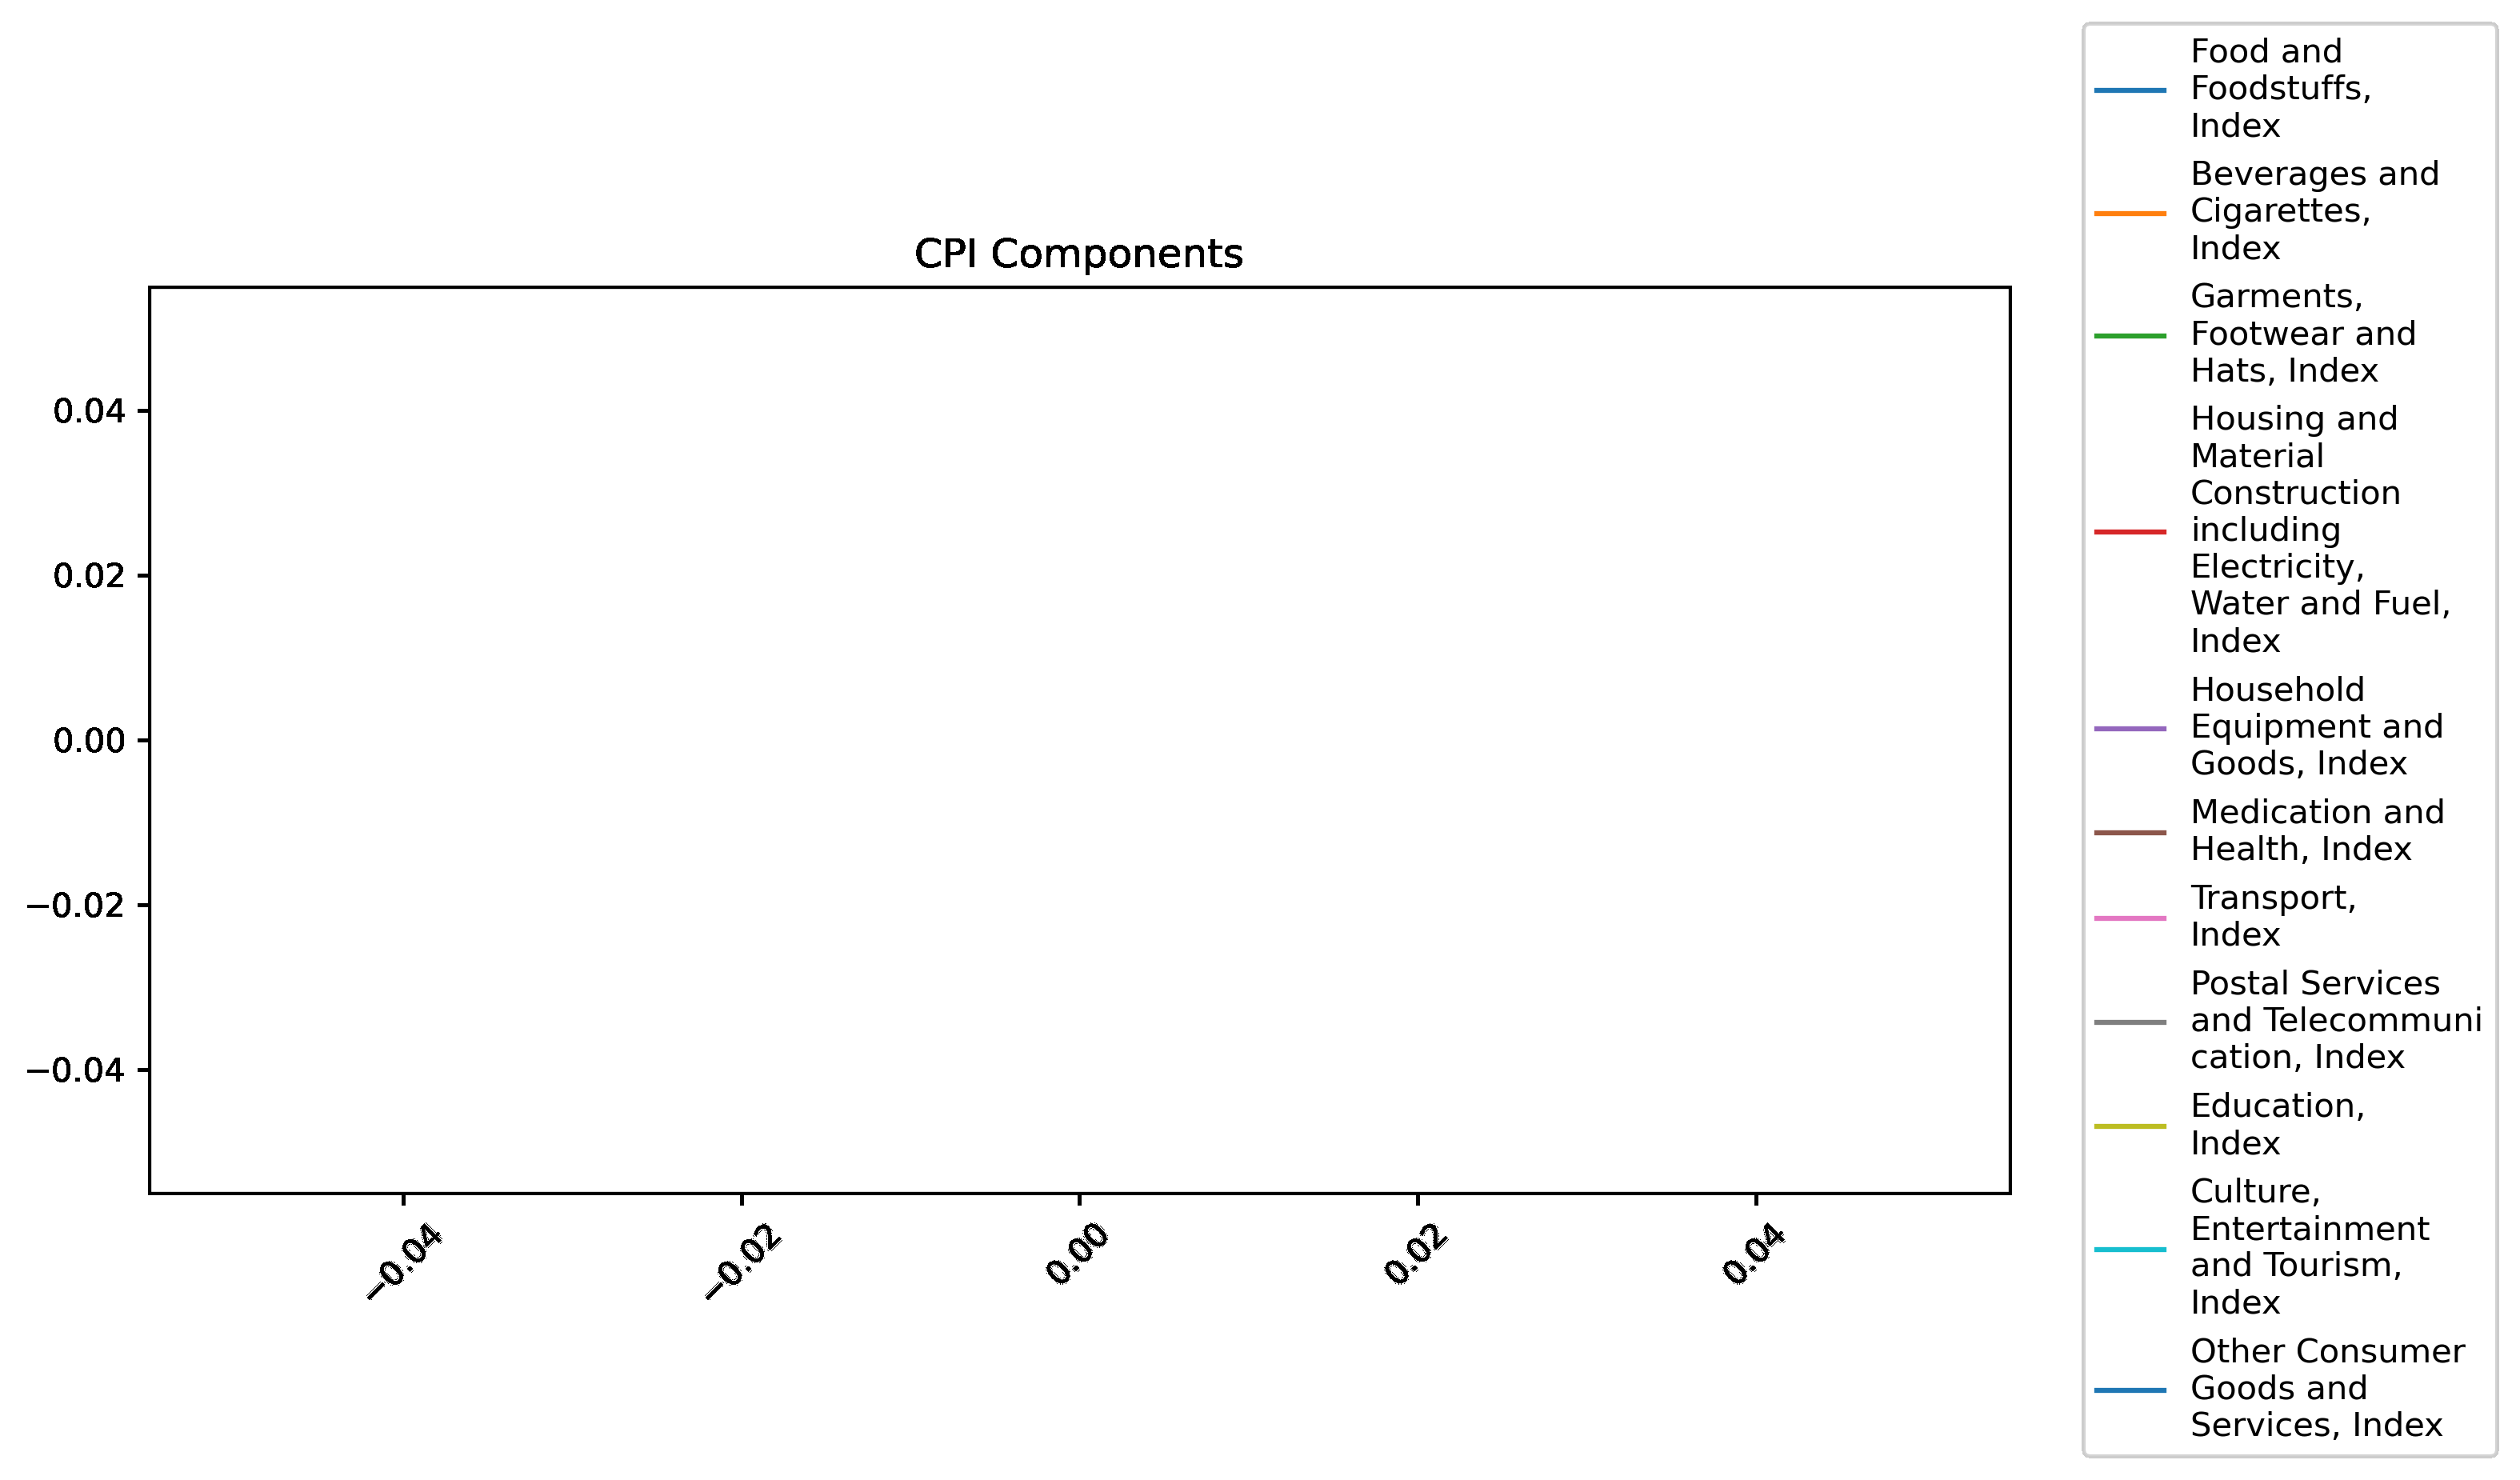 CPI Components
0.04
0.02
0.00
−0.02
−0.04
−0.04
−0.02
0.00
0.02
0.04
Food and
Foodstuffs,
Index
Beverages and
Cigarettes,
Index
Garments,
Footwear and
Hats, Index
Housing and
Material
Construction
including
Electricity,
Water and Fuel,
Index
Household
Equipment and
Goods, Index
Medication and
Health, Index
Transport,
Index
Postal Services
and Telecommuni
cation, Index
Education,
Index
Culture,
Entertainment
and Tourism,
Index
Other Consumer
Goods and
Services, Index